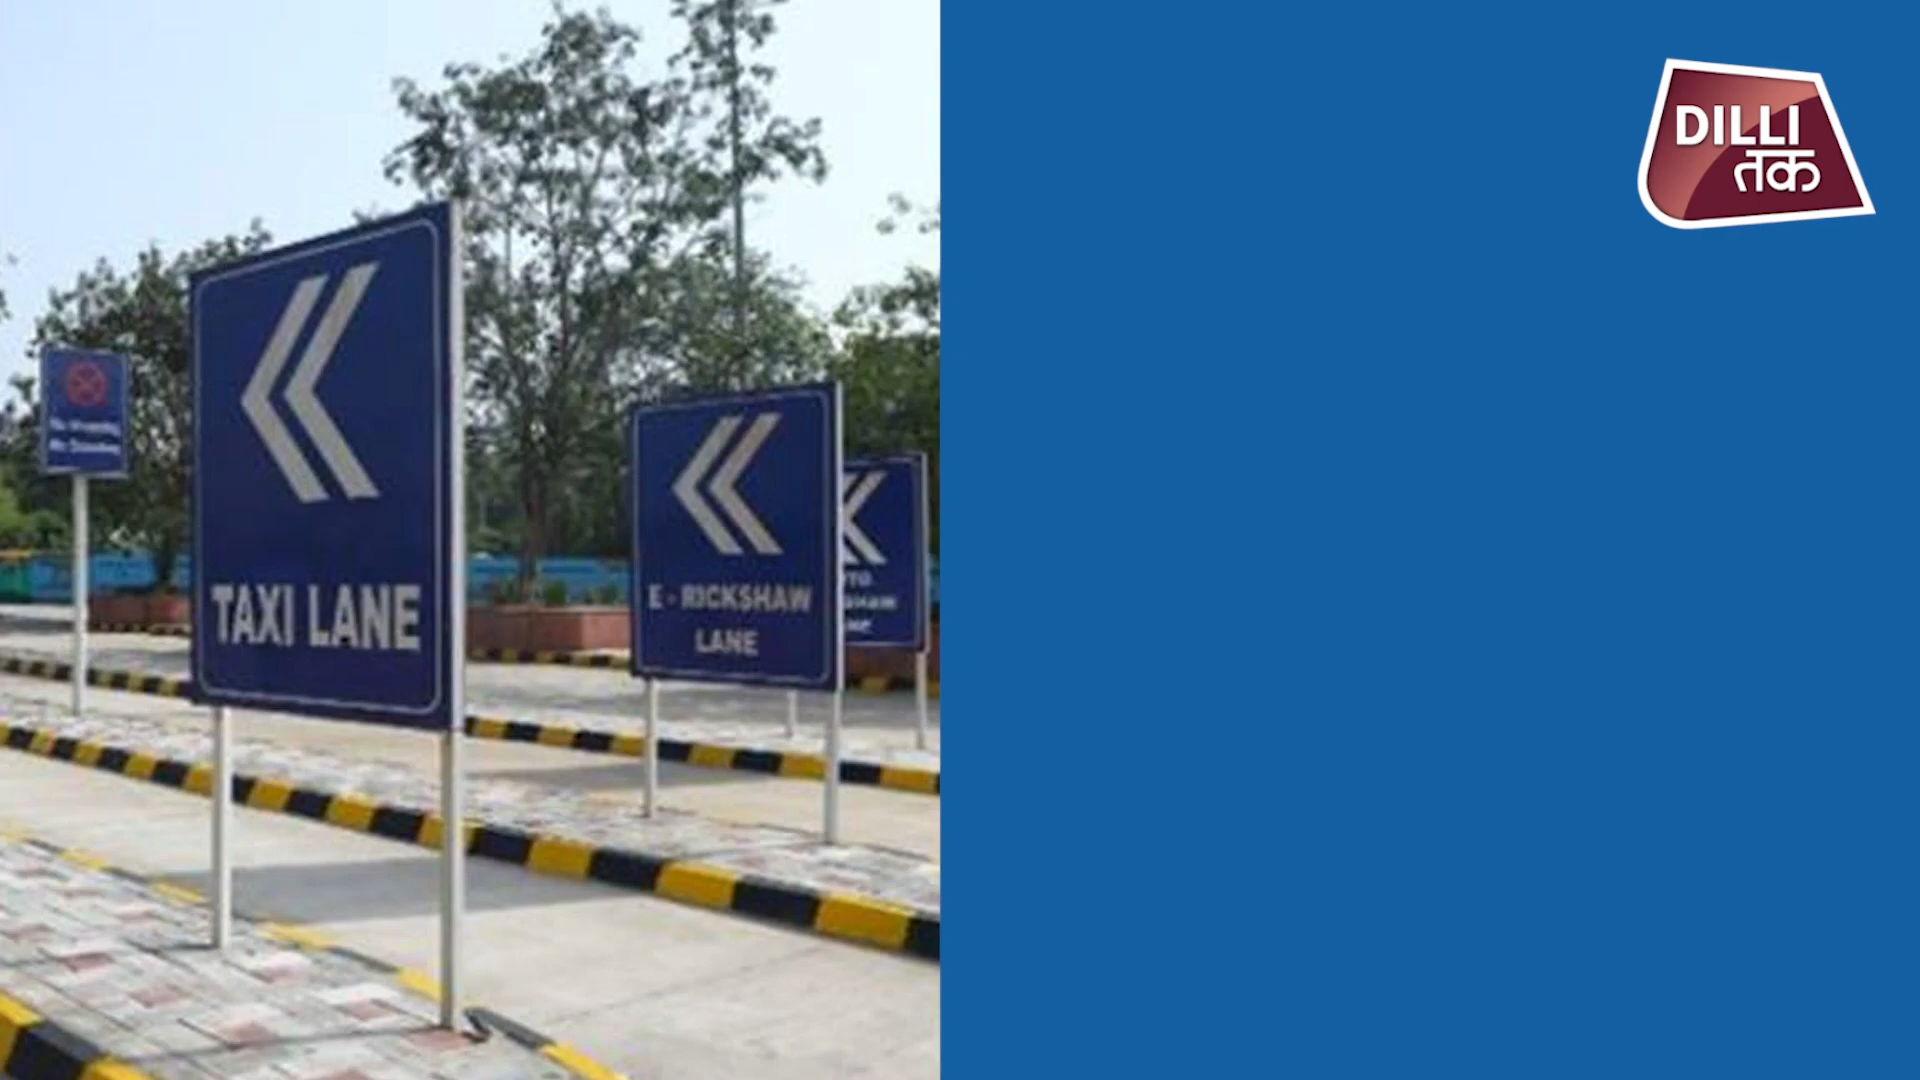 DILLI
तक
TAXI LANE
E - RICKSHAW
LANE